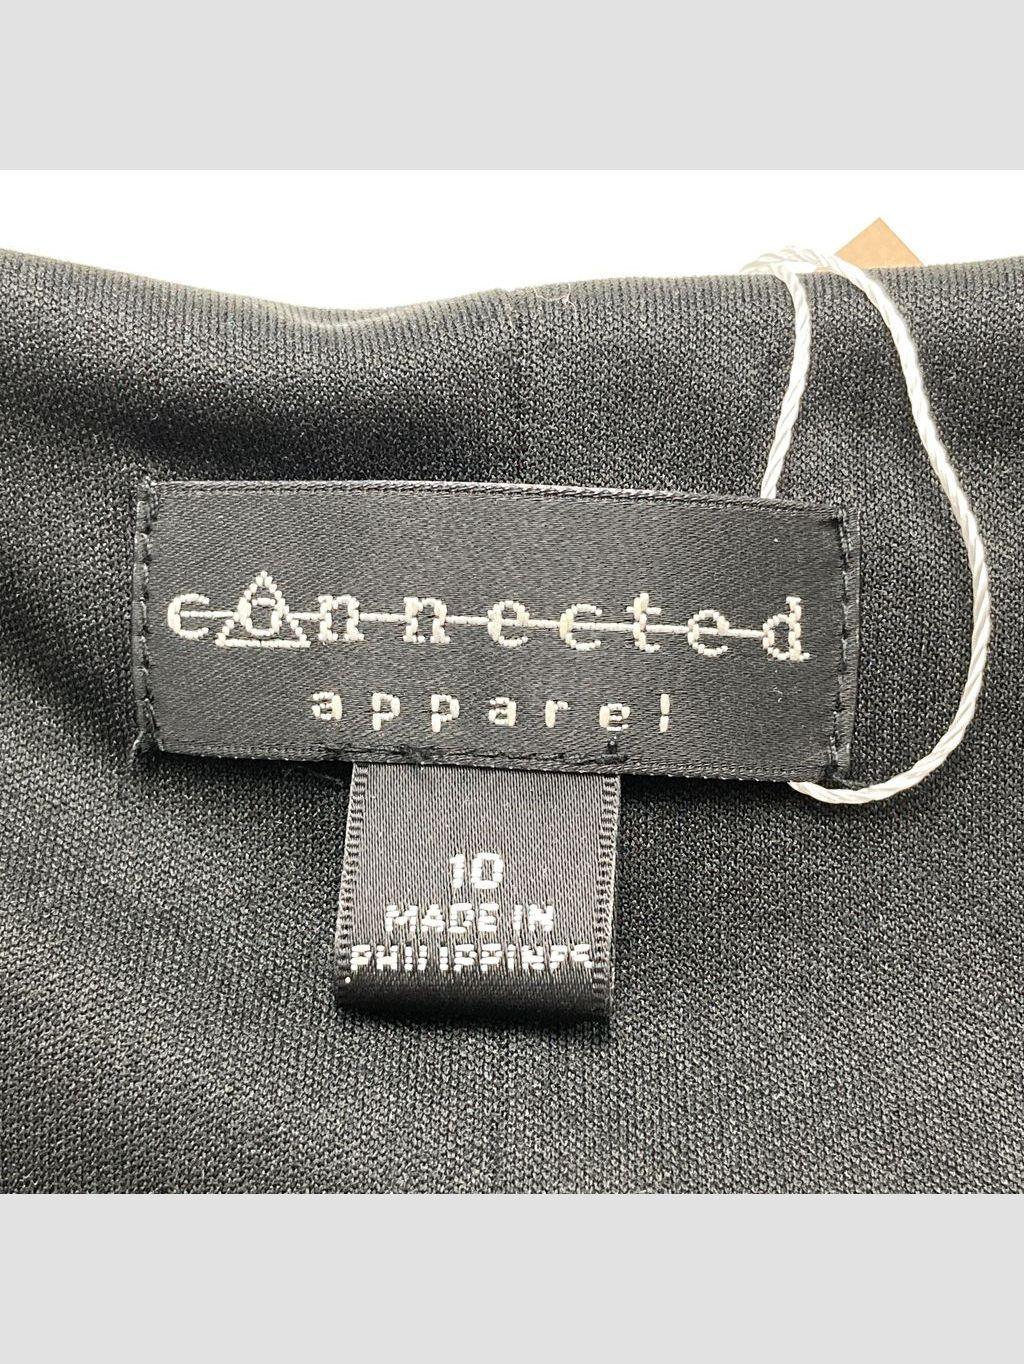 connected
apparel
10
MADE IN
PHILIPPINES